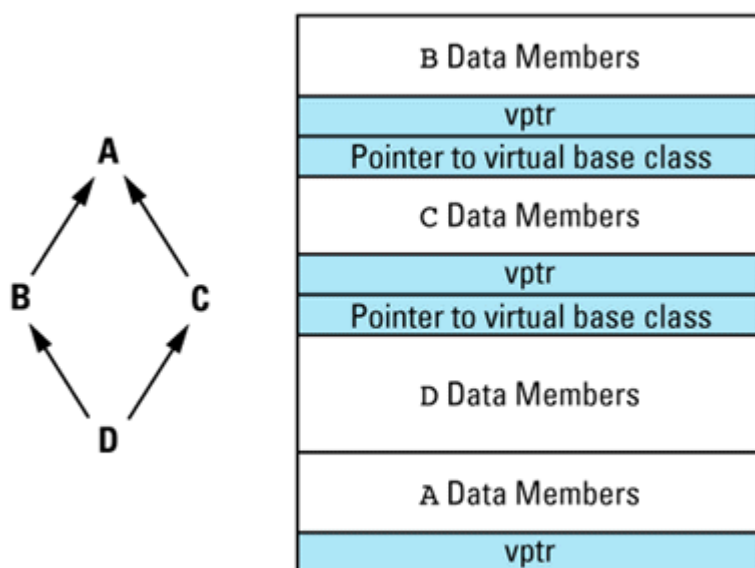 A
B
C
D
B Data Members
vptr
Pointer to virtual base class
C Data Members
vptr
Pointer to virtual base class
D Data Members
A Data Members
vptr